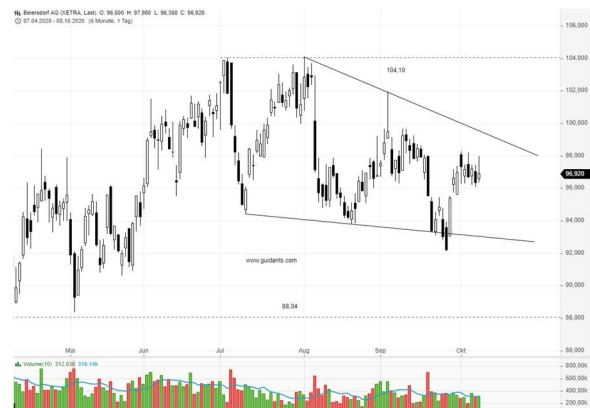 Beiersdorf AG (XETRA, Last) O: 96,600 H: 97,980 L: 96,360 C: 96,920
07.04.2020 - 08.10.2020 (6 Monate, 1 Tag)
106,000
104,000
104,10
102,000
100,000
98,000
96,920
96,000
94,000
92,000
www.guidants.com
90,000
88,04
88,000
86,000
Mai
Jun
Jul
Aug
Sep
Okt
Volume(10) 312,63k 316,14k
800,00k
600,00k
400,00k
200,00k